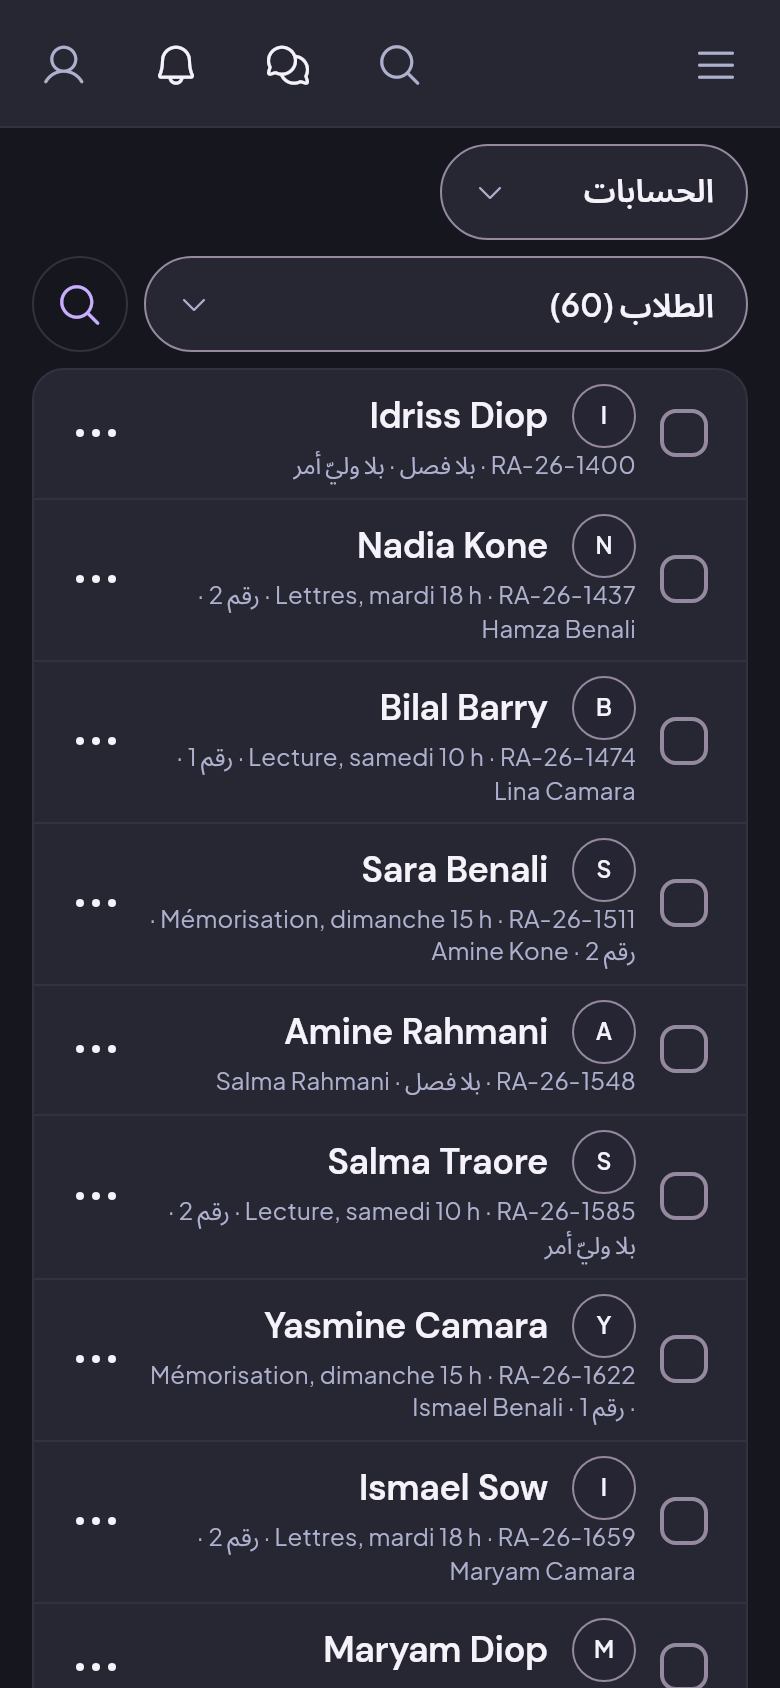 الحسابات
الطلاب (60)
I Idriss Diop
RA-26-1400 · بلا فصل · بلا وليّ أمر
N Nadia Kone
RA-26-1437 · Lettres, mardi 18 h · رقم 2 ·
Hamza Benali
B Bilal Barry
RA-26-1474 · Lecture, samedi 10 h · رقم 1 ·
Lina Camara
S Sara Benali
RA-26-1511 · Mémorisation, dimanche 15 h ·
رقم 2 · Amine Kone
A Amine Rahmani
RA-26-1548 · بلا فصل · Salma Rahmani
S Salma Traore
RA-26-1585 · Lecture, samedi 10 h · رقم 2 ·
بلا وليّ أمر
Y Yasmine Camara
RA-26-1622 · Mémorisation, dimanche 15 h
· رقم 1 · Ismael Benali
I Ismael Sow
RA-26-1659 · Lettres, mardi 18 h · رقم 2 ·
Maryam Camara
M Maryam Diop